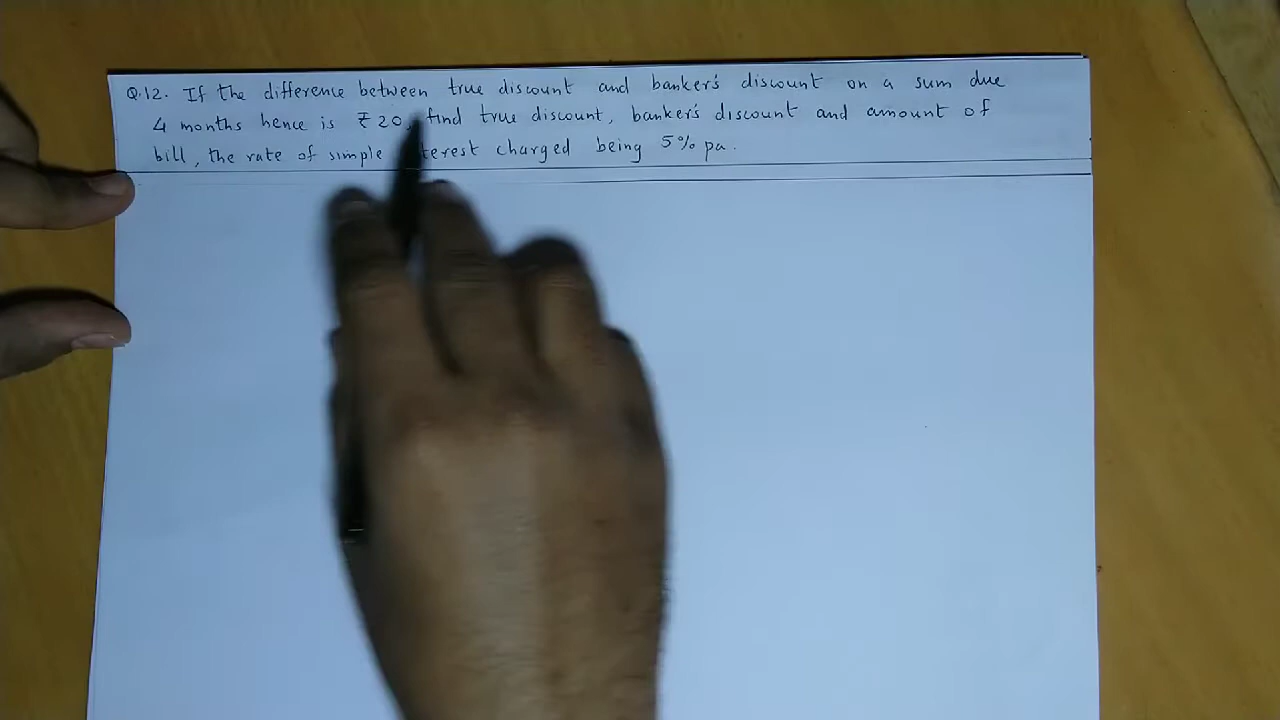 Q.12. If the difference between true discount and banker's discount on a sum due
4 months hence is ₹ 20, find true discount, banker's discount and amount of
bill, the rate of simple terest charged being 5% pa.